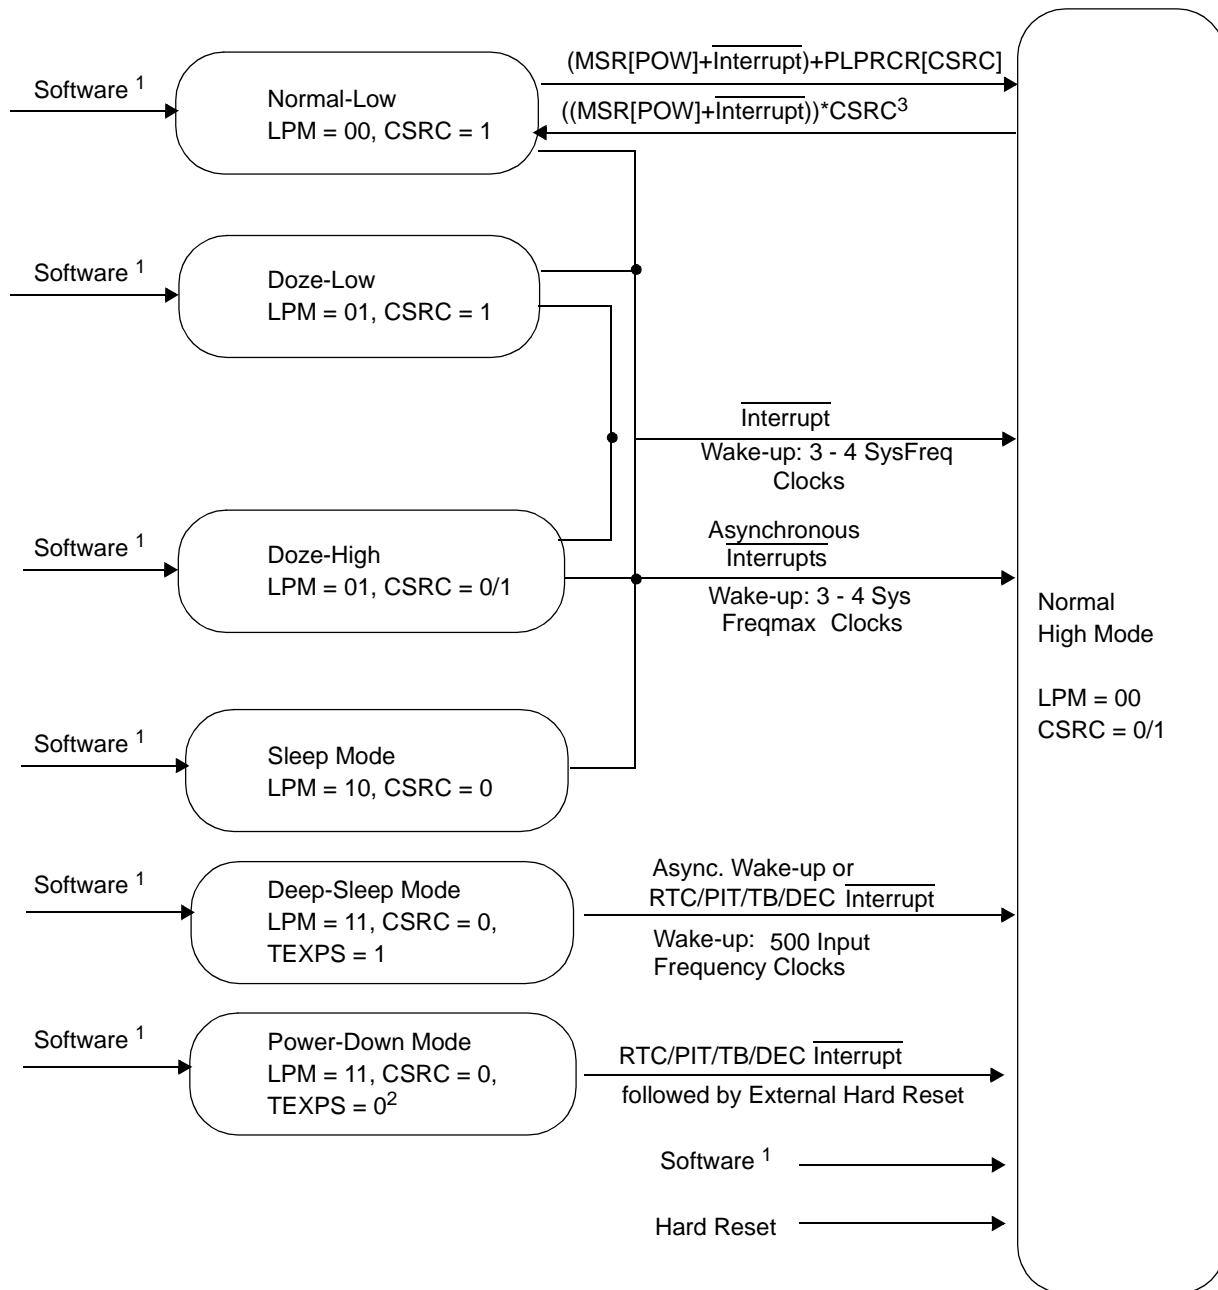 Software 1
Normal-Low
LPM = 00, CSRC = 1
(MSR[POW]+Interrupt)+PLPRCR[CSRC]
((MSR[POW]+Interrupt))*CSRC3
Software 1
Doze-Low
LPM = 01, CSRC = 1
Interrupt
Wake-up: 3 - 4 SysFreq
Clocks
Software 1
Doze-High
LPM = 01, CSRC = 0/1
Asynchronous
Interrupts
Wake-up: 3 - 4 Sys
Freqmax Clocks
Normal
High Mode
LPM = 00
CSRC = 0/1
Software 1
Sleep Mode
LPM = 10, CSRC = 0
Software 1
Deep-Sleep Mode
LPM = 11, CSRC = 0,
TEXPS = 1
Async. Wake-up or
RTC/PIT/TB/DEC Interrupt
Wake-up: 500 Input
Frequency Clocks
Software 1
Power-Down Mode
LPM = 11, CSRC = 0,
TEXPS = 02
RTC/PIT/TB/DEC Interrupt
followed by External Hard Reset
Software 1
Hard Reset